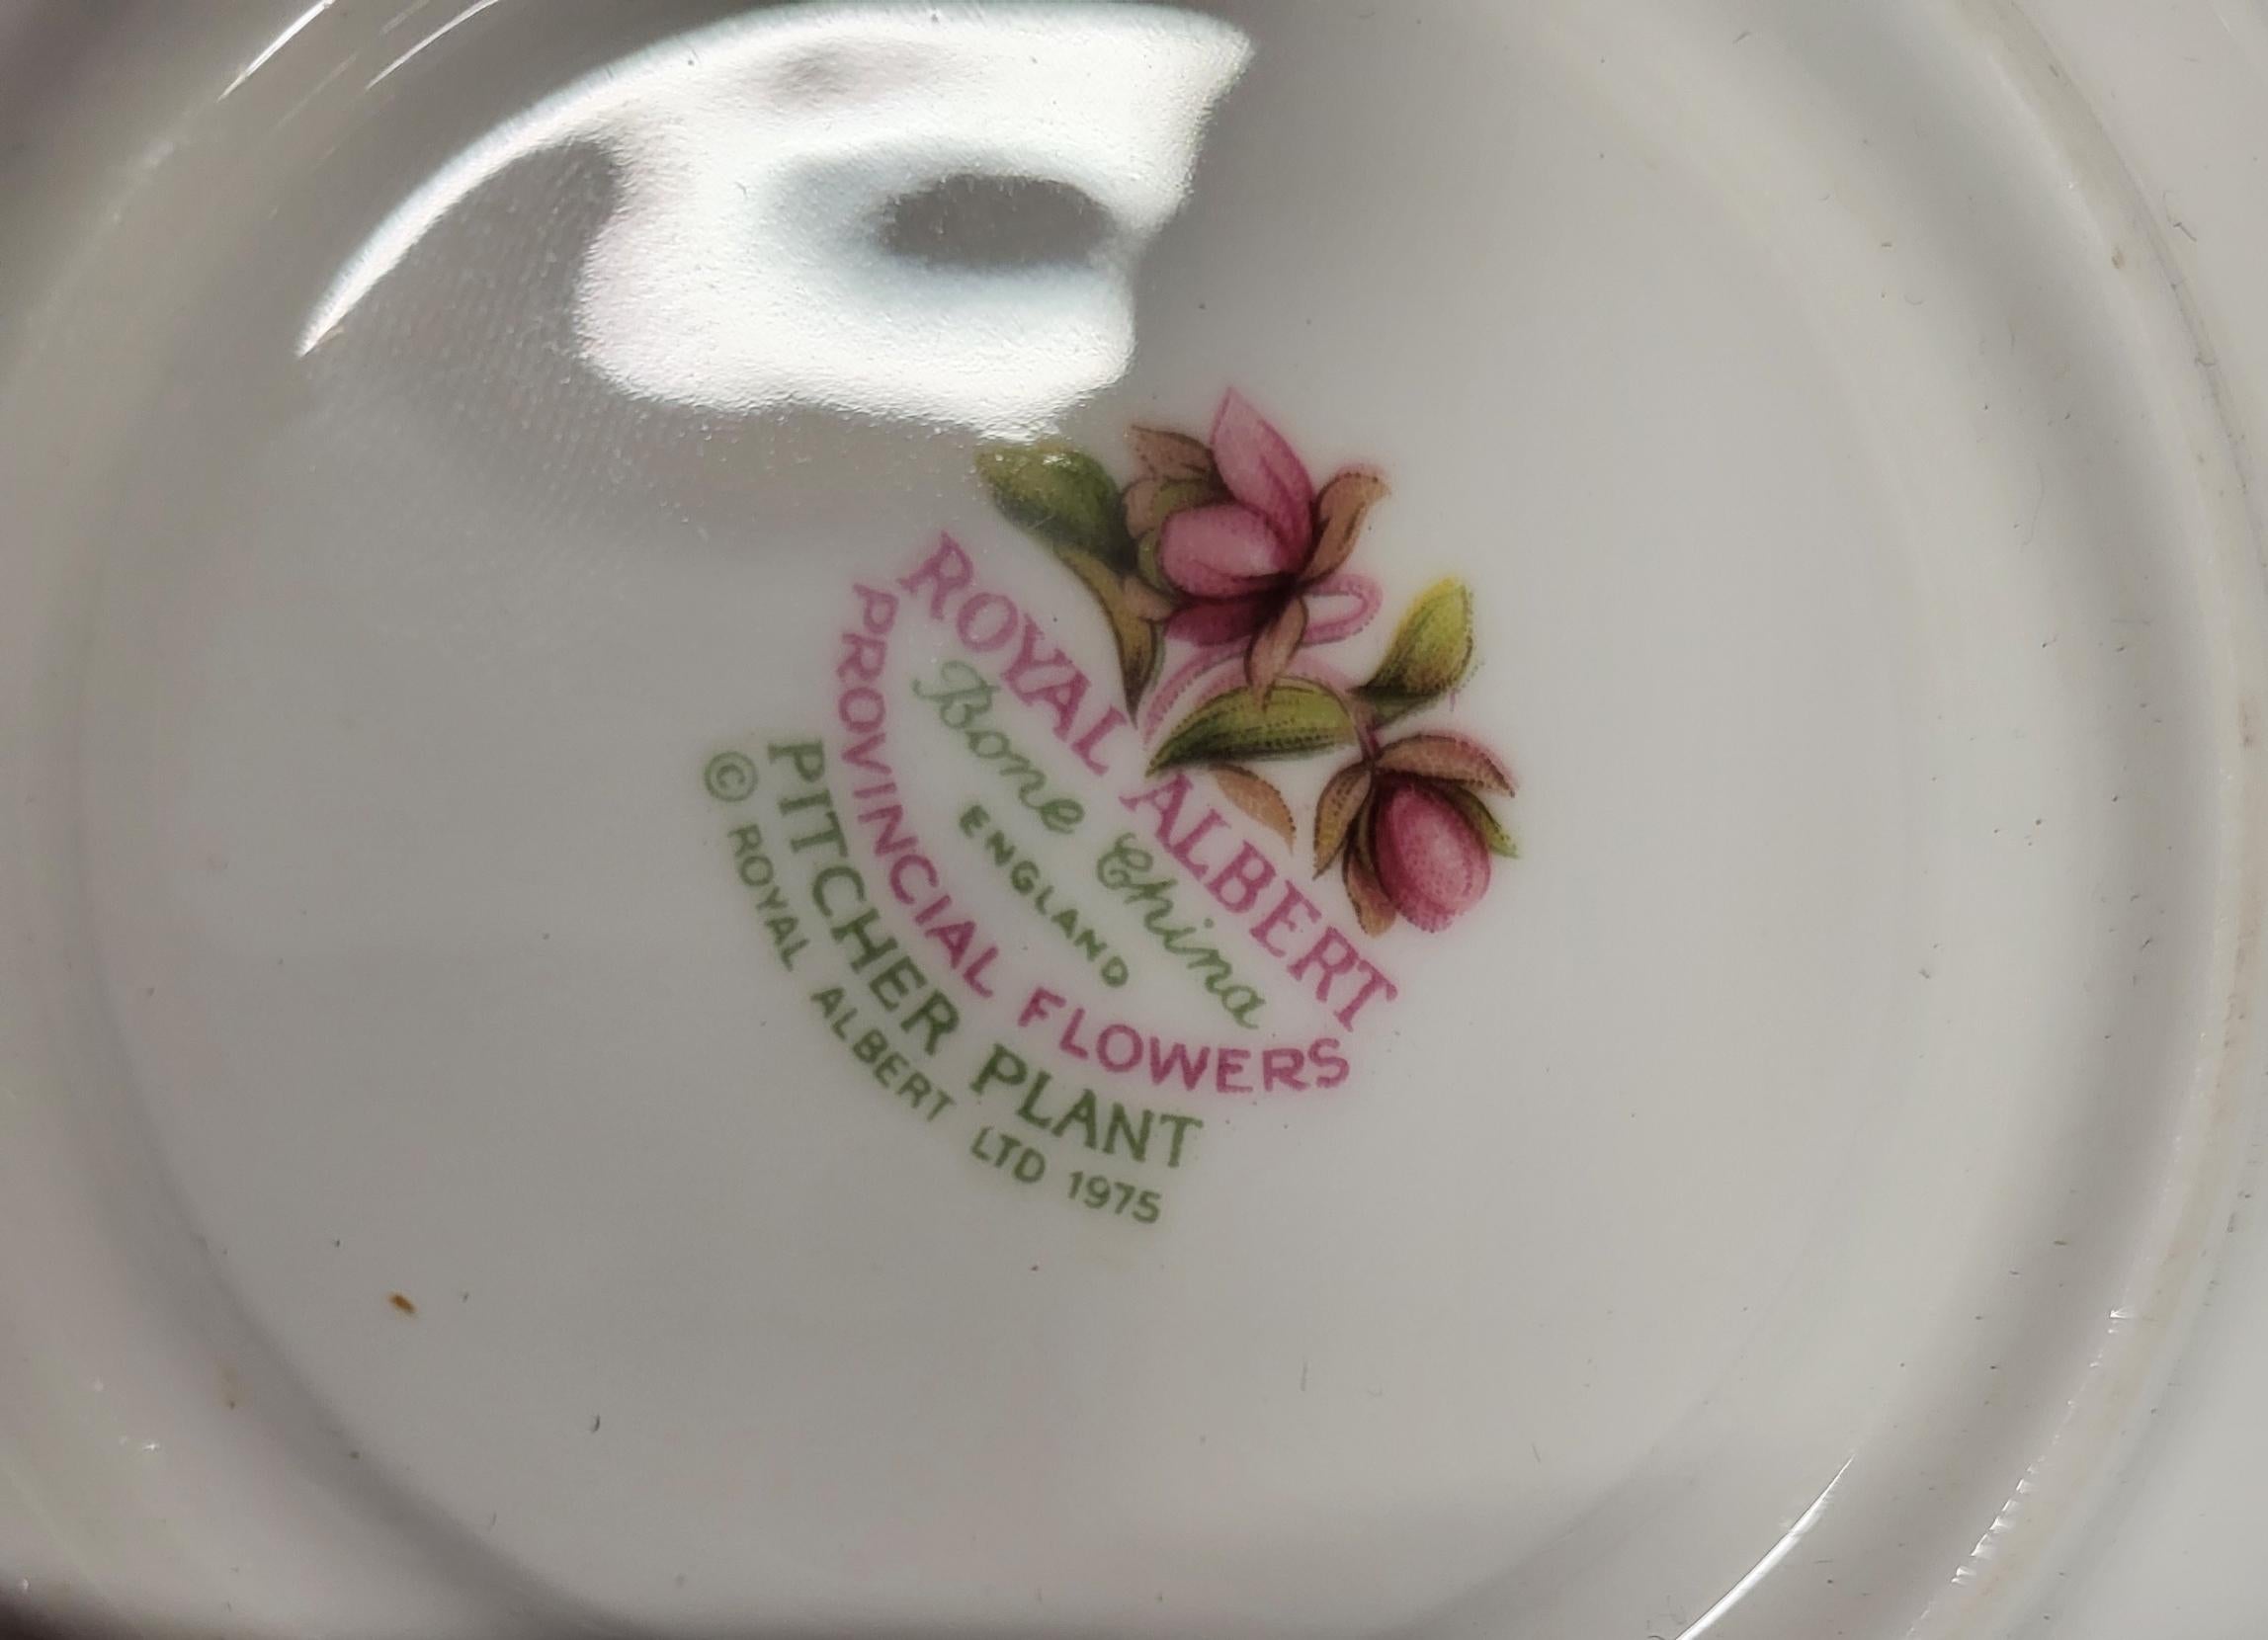 ROYAL ALBERT
Bone China
ENGLAND
PROVINCIAL FLOWERS
PITCHER PLANT
© ROYAL ALBERT LTD 1975